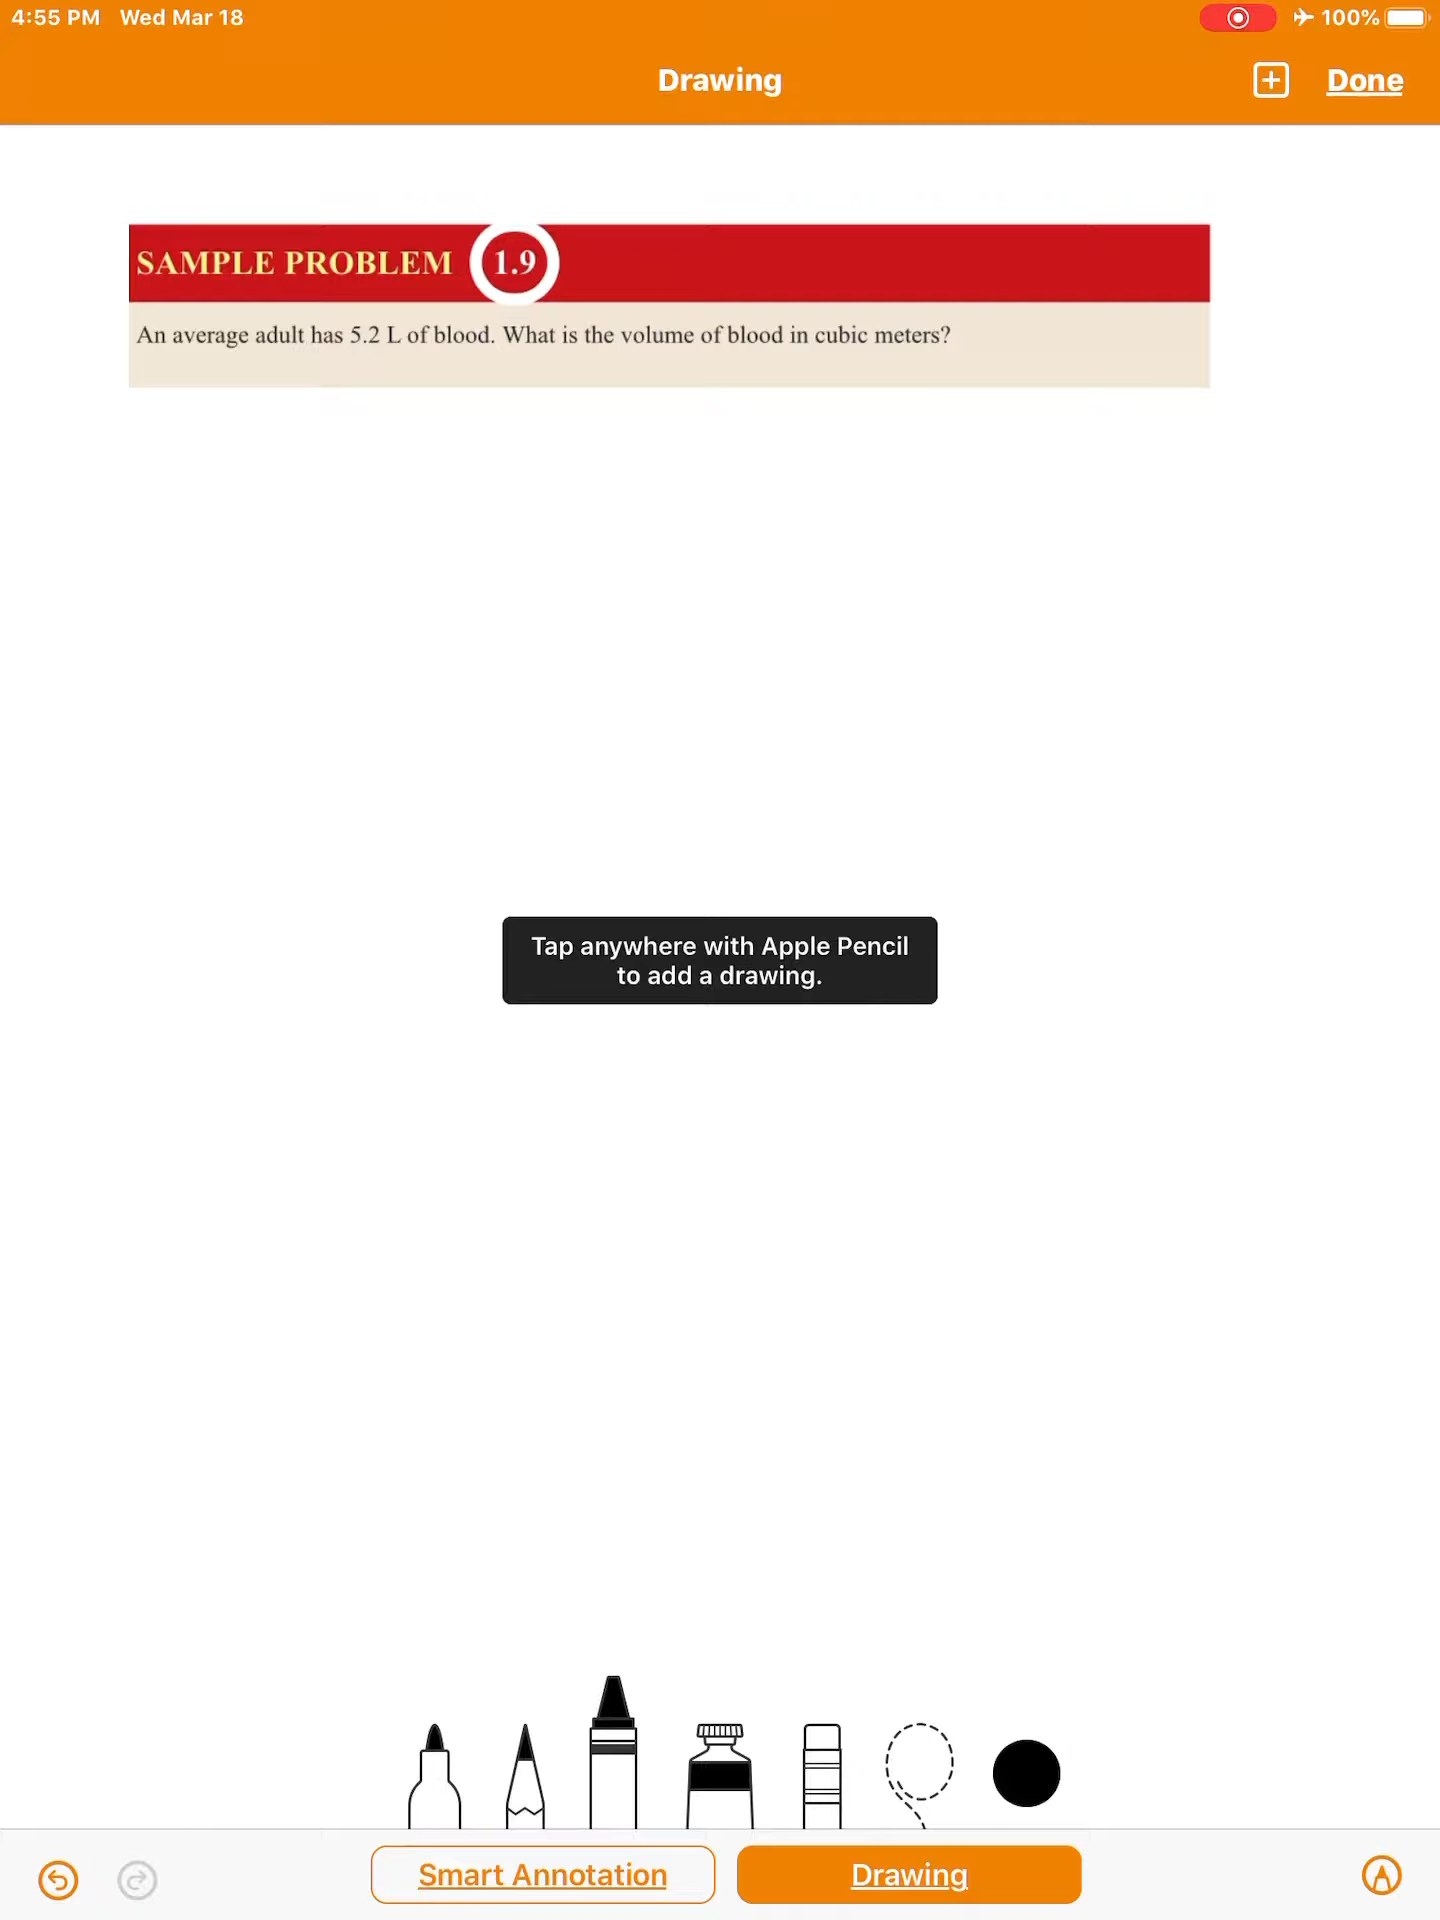 4:55 PM Wed Mar 18 100%
Drawing Done
SAMPLE PROBLEM 1.9
An average adult has 5.2 L of blood. What is the volume of blood in cubic meters?
Tap anywhere with Apple Pencil
to add a drawing.
Smart Annotation Drawing